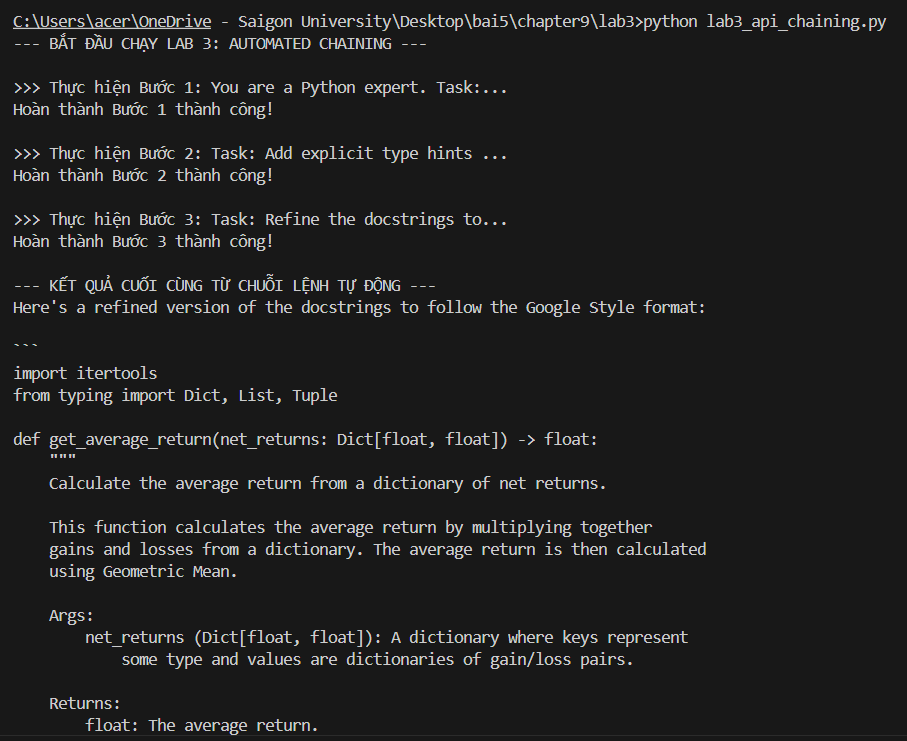 C:\Users\acer\OneDrive - Saigon University\Desktop\bai5\chapter9\lab3>python lab3_api_chaining.py
--- BẮT ĐẦU CHẠY LAB 3: AUTOMATED CHAINING ---
>>> Thực hiện Bước 1: You are a Python expert. Task:...
Hoàn thành Bước 1 thành công!
>>> Thực hiện Bước 2: Task: Add explicit type hints ...
Hoàn thành Bước 2 thành công!
>>> Thực hiện Bước 3: Task: Refine the docstrings to...
Hoàn thành Bước 3 thành công!
--- KẾT QUẢ CUỐI CÙNG TỪ CHUỖI LỆNH TỰ ĐỘNG ---
Here's a refined version of the docstrings to follow the Google Style format:
```
import itertools
from typing import Dict, List, Tuple
def get_average_return(net_returns: Dict[float, float]) -> float:
"""
Calculate the average return from a dictionary of net returns.
This function calculates the average return by multiplying together
gains and losses from a dictionary. The average return is then calculated
using Geometric Mean.
Args:
net_returns (Dict[float, float]): A dictionary where keys represent
some type and values are dictionaries of gain/loss pairs.
Returns:
float: The average return.